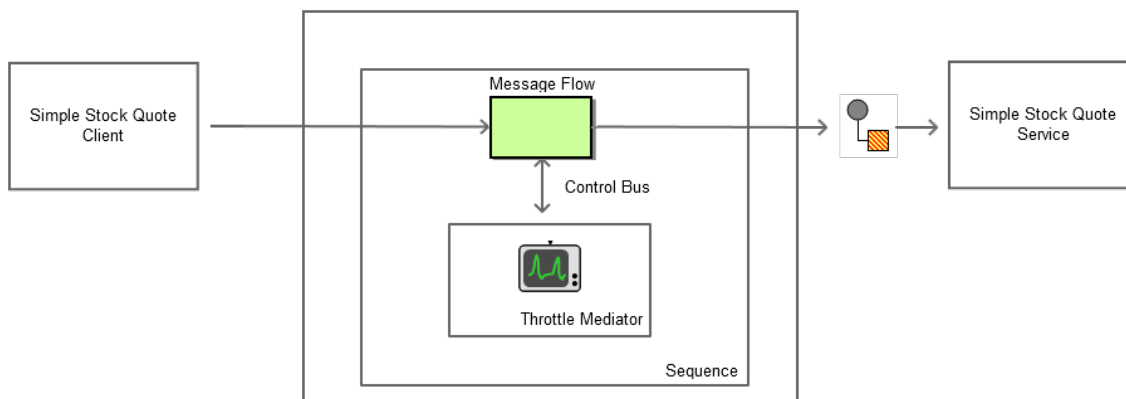 Message Flow
Simple Stock Quote
Client
Simple Stock Quote
Service
Control Bus
Throttle Mediator
Sequence